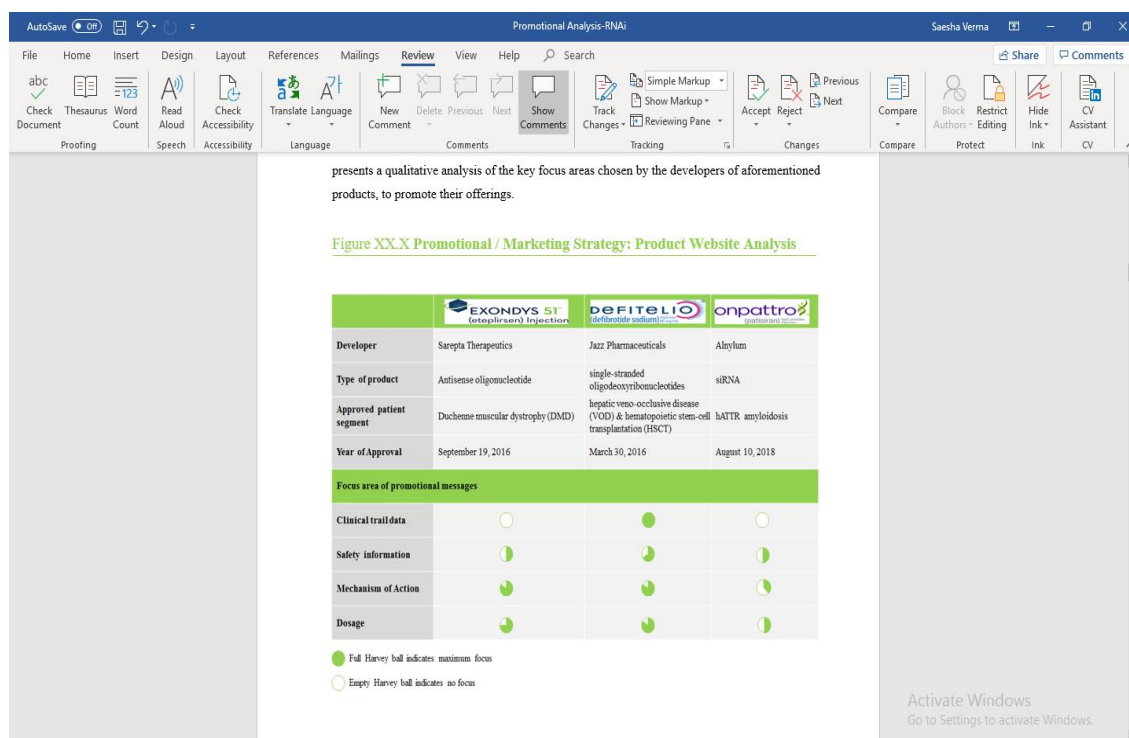 AutoSave Off Promotional Analysis-RNAi Saesha Verma
File Home Insert Design Layout References Mailings Review View Help Search Share Comments
abc 123
Check Document Thesaurus Word Count Read Aloud Check Accessibility Translate Language New Comment Delete Previous Next Show Comments Track Changes Simple Markup Show Markup Reviewing Pane Accept Reject Previous Next Compare Block Authors Restrict Editing Hide Ink CV Assistant
Proofing Speech Accessibility Language Comments Tracking Changes Compare Protect Ink CV
presents a qualitative analysis of the key focus areas chosen by the developers of aforementioned
products, to promote their offerings.
Figure XX.X Promotional / Marketing Strategy: Product Website Analysis
EXONDYS 51 DEFITELIO onpattro
(eteplirsen) Injection (defibrotide sodium) (patisiran)
Developer Sarepta Therapeutics Jazz Pharmaceuticals Alnylum
Type of product Antisense oligonucleotide single-stranded oligodeoxyribonucleotides siRNA
Approved patient segment Duchenne muscular dystrophy (DMD) hepatic veno-occlusive disease (VOD) & hematopoietic stem-cell transplantation (HSCT) hATTR amyloidosis
Year of Approval September 19, 2016 March 30, 2016 August 10, 2018
Focus area of promotional messages
Clinical trail data
Safety information
Mechanism of Action
Dosage
Full Harvey ball indicates maximum focus
Empty Harvey ball indicates no focus
Activate Windows
Go to Settings to activate Windows.